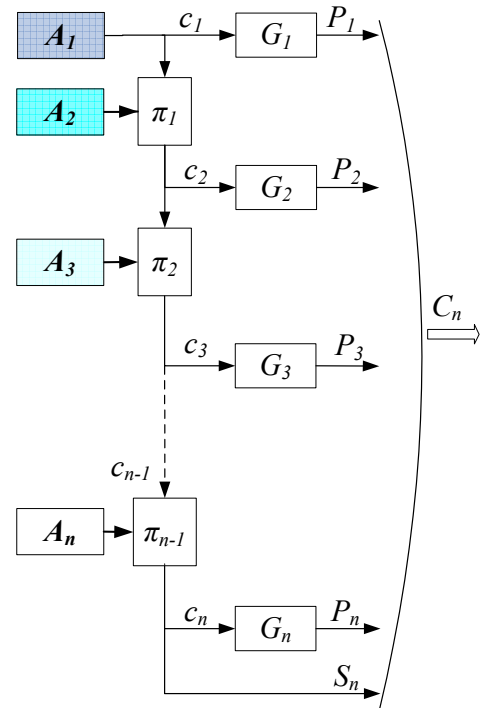 A₁ c₁ G₁ P₁
A₂ π₁
c₂ G₂ P₂
A₃ π₂
Cₙ
c₃ G₃ P₃
cₙ₋₁
Aₙ πₙ₋₁
cₙ Gₙ Pₙ
Sₙ